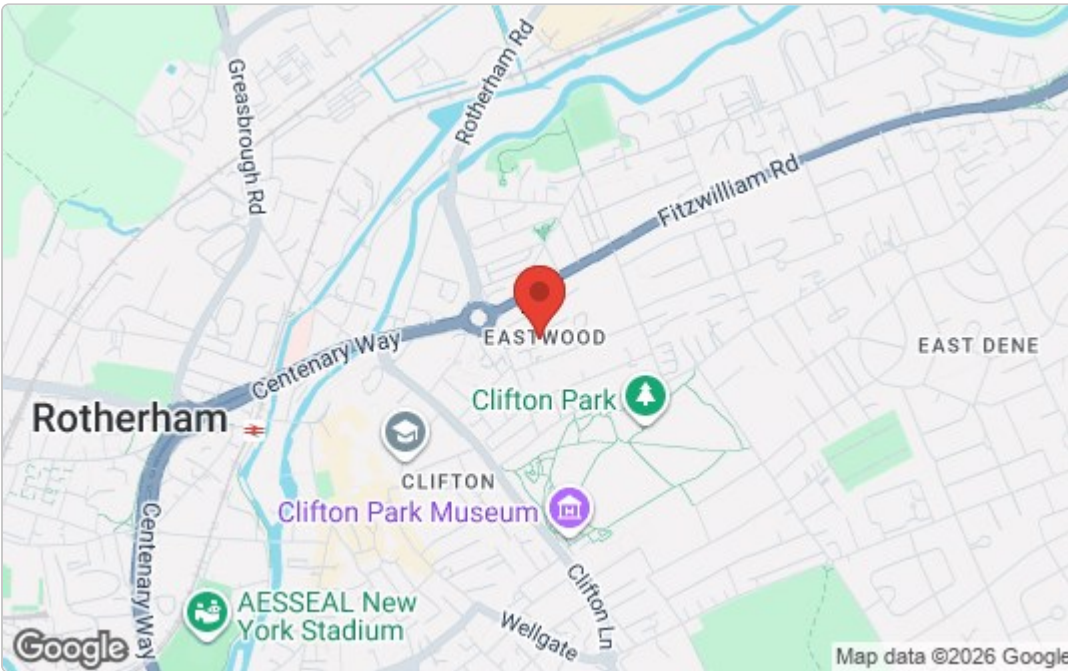 Rotherham Rd
Greasbrough Rd
Fitzwilliam Rd
EASTWOOD
EAST DENE
Centenary Way
Clifton Park
Rotherham
CLIFTON
Clifton Park Museum
Centenary Way
Clifton Ln
AESSEAL New
York Stadium
Wellgate
Google
Map data ©2026 Google